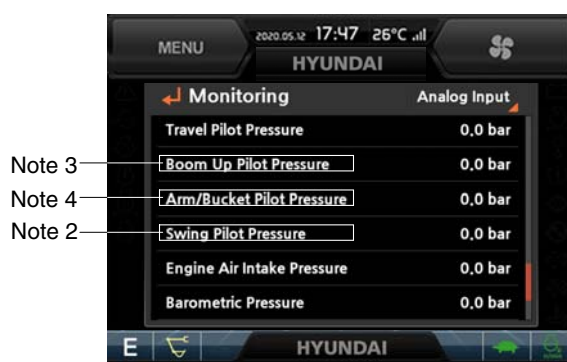 MENU
2020.05.12 17:47 26°C
HYUNDAI
Monitoring Analog Input
Travel Pilot Pressure 0.0 bar
Note 3 Boom Up Pilot Pressure 0.0 bar
Note 4 Arm/Bucket Pilot Pressure 0.0 bar
Note 2 Swing Pilot Pressure 0.0 bar
Engine Air Intake Pressure 0.0 bar
Barometric Pressure 0.0 bar
E HYUNDAI